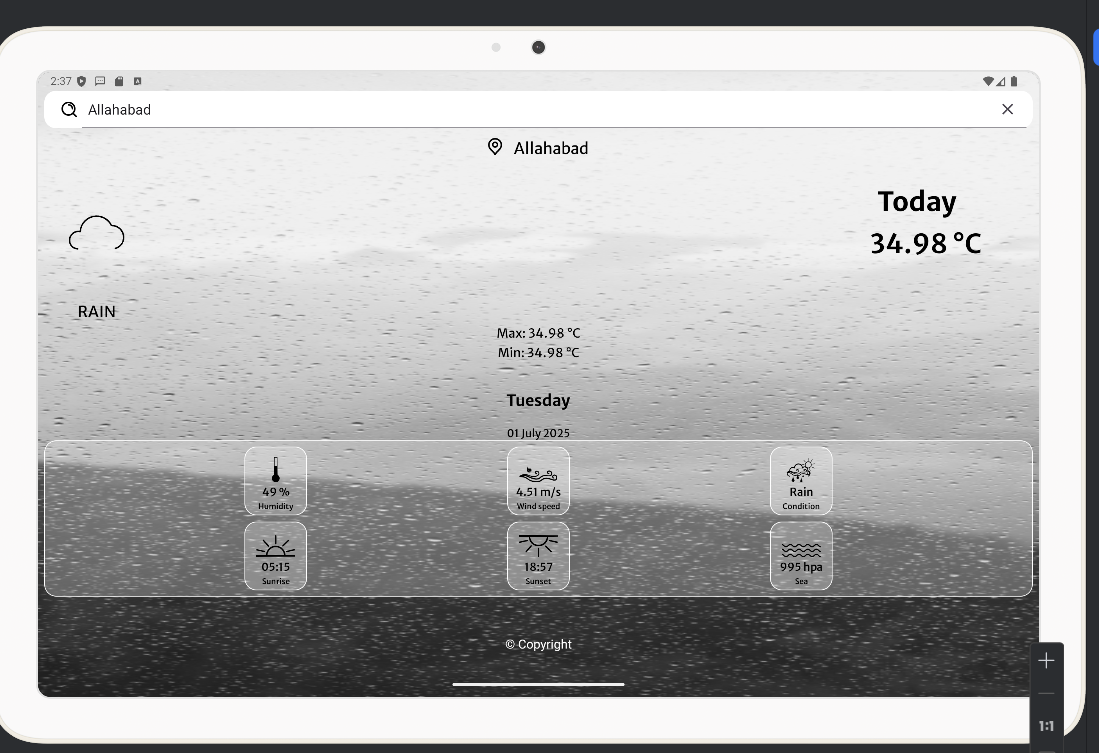 2:37
Allahabad
Allahabad
Today
34.98 °C
RAIN
Max: 34.98 °C
Min: 34.98 °C
Tuesday
01 July 2025
49 %
Humidity
4.51 m/s
Wind speed
Rain
Condition
05:15
Sunrise
18:57
Sunset
995 hpa
Sea
© Copyright
1:1